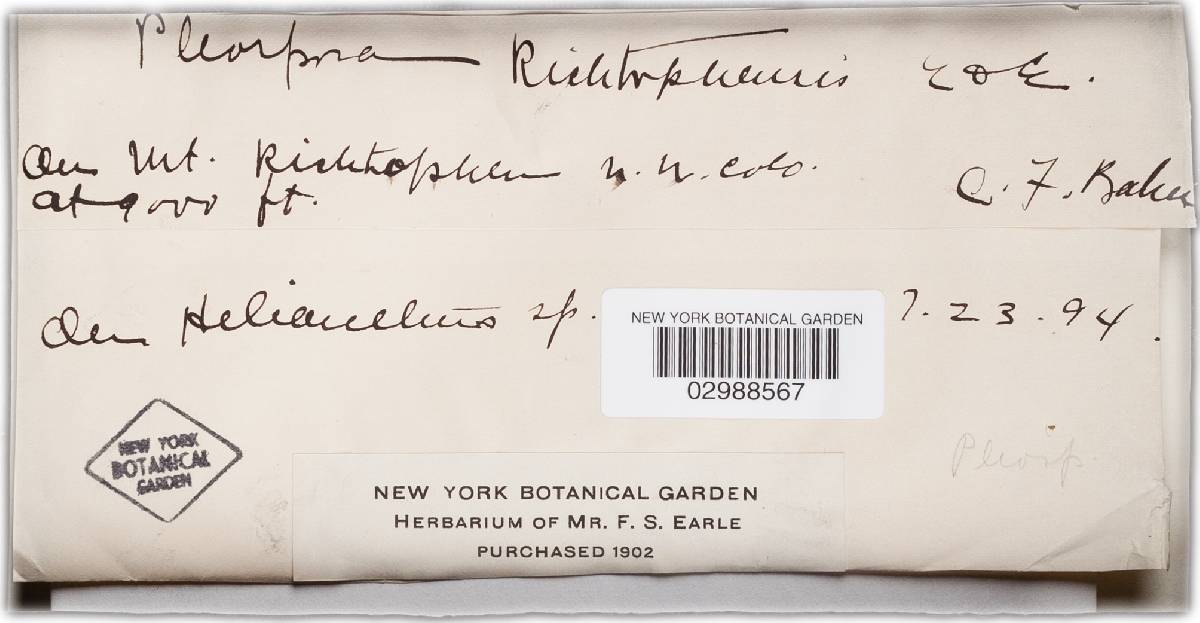 Pleospora Richtophensis E & E.
On Mt. Richtophen N. W. Colo. C. F. Baker
at 9000 ft.
On Helianthus sp. 7. 23. 94.
NEW YORK BOTANICAL GARDEN
02988567
NEW YORK
BOTANICAL
GARDEN
Pleosp.
NEW YORK BOTANICAL GARDEN
HERBARIUM OF MR. F. S. EARLE
PURCHASED 1902